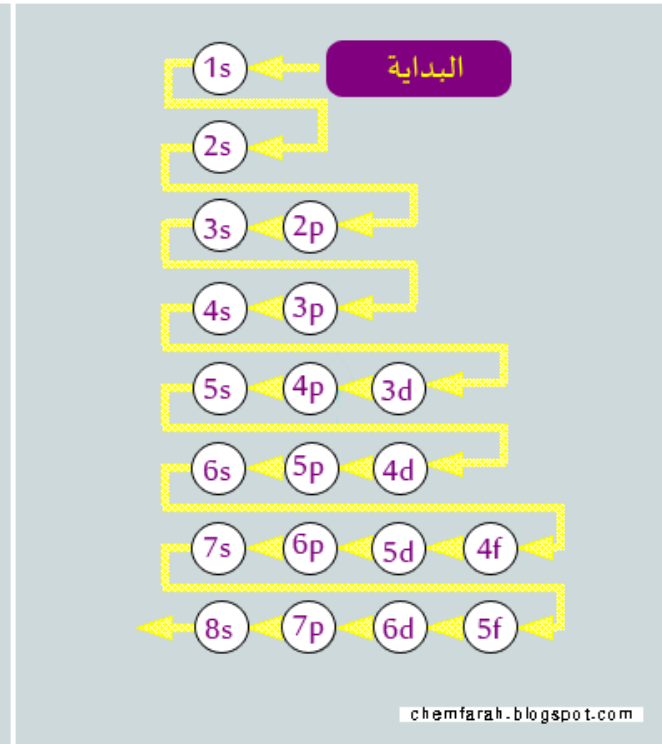 1s البداية
2s
3s 2p
4s 3p
5s 4p 3d
6s 5p 4d
7s 6p 5d 4f
8s 7p 6d 5f
chemfarah.blogspot.com